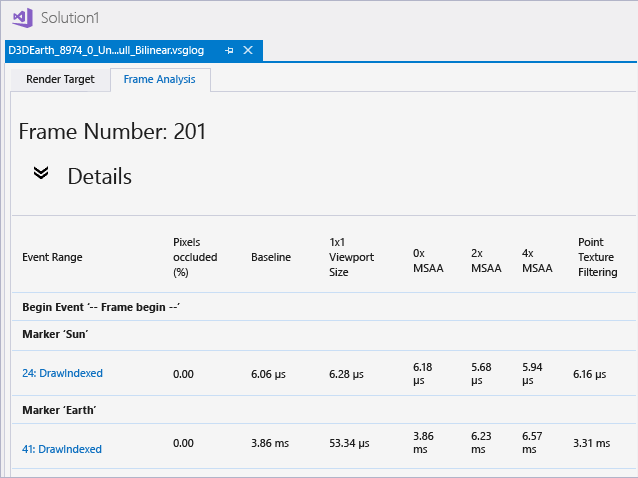 Solution1
D3DEarth_8974_0_Un...ull_Bilinear.vsglog
Render Target Frame Analysis
Frame Number: 201
Details
Event Range Pixels occluded (%) Baseline 1x1 Viewport Size 0x MSAA 2x MSAA 4x MSAA Point Texture Filtering
Begin Event ‘-- Frame begin --’
Marker ‘Sun’
24: DrawIndexed 0.00 6.06 µs 6.28 µs 6.18 µs 5.68 µs 5.94 µs 6.16 µs
Marker ‘Earth’
41: DrawIndexed 0.00 3.86 ms 53.34 µs 3.86 ms 6.23 ms 6.57 ms 3.31 ms